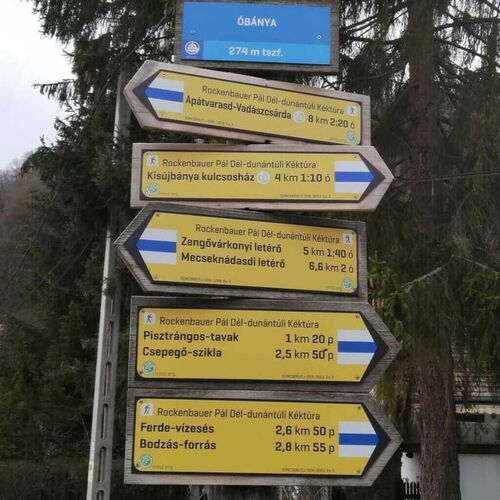 ÓBÁNYA
274 m tszf.
Rockenbauer Pál Dél-dunántúli Kéktúra
Apátvarasd-Vadászcsárda 8 km 2:20 ó
Rockenbauer Pál Dél-dunántúli Kéktúra
Kisújbánya kulcsosház 4 km 1:10 ó
Rockenbauer Pál Dél-dunántúli Kéktúra
Zengővárkonyi letérő 5 km 1:40 ó
Mecseknádasdi letérő 6,6 km 2 ó
Rockenbauer Pál Dél-dunántúli Kéktúra
Pisztrángos-tavak 1 km 20 p
Csepegő-szikla 2,5 km 50 p
Rockenbauer Pál Dél-dunántúli Kéktúra
Ferde-vízesés 2,6 km 50 p
Bodzás-forrás 2,8 km 55 p